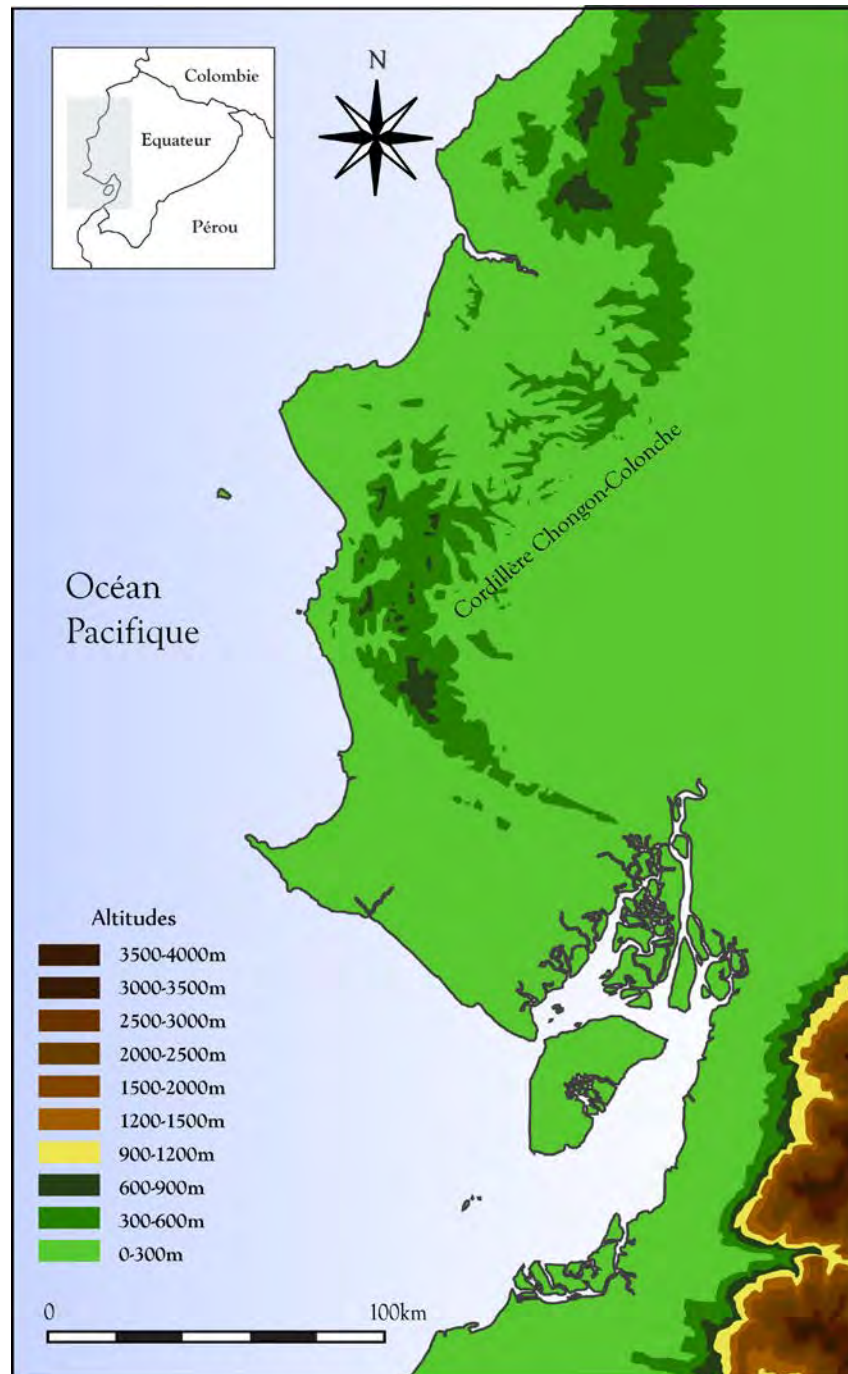 Colombie
Equateur
Pérou
N
Cordillère Chongon-Colonche
Océan
Pacifique
Altitudes
3500-4000m
3000-3500m
2500-3000m
2000-2500m
1500-2000m
1200-1500m
900-1200m
600-900m
300-600m
0-300m
0
100km